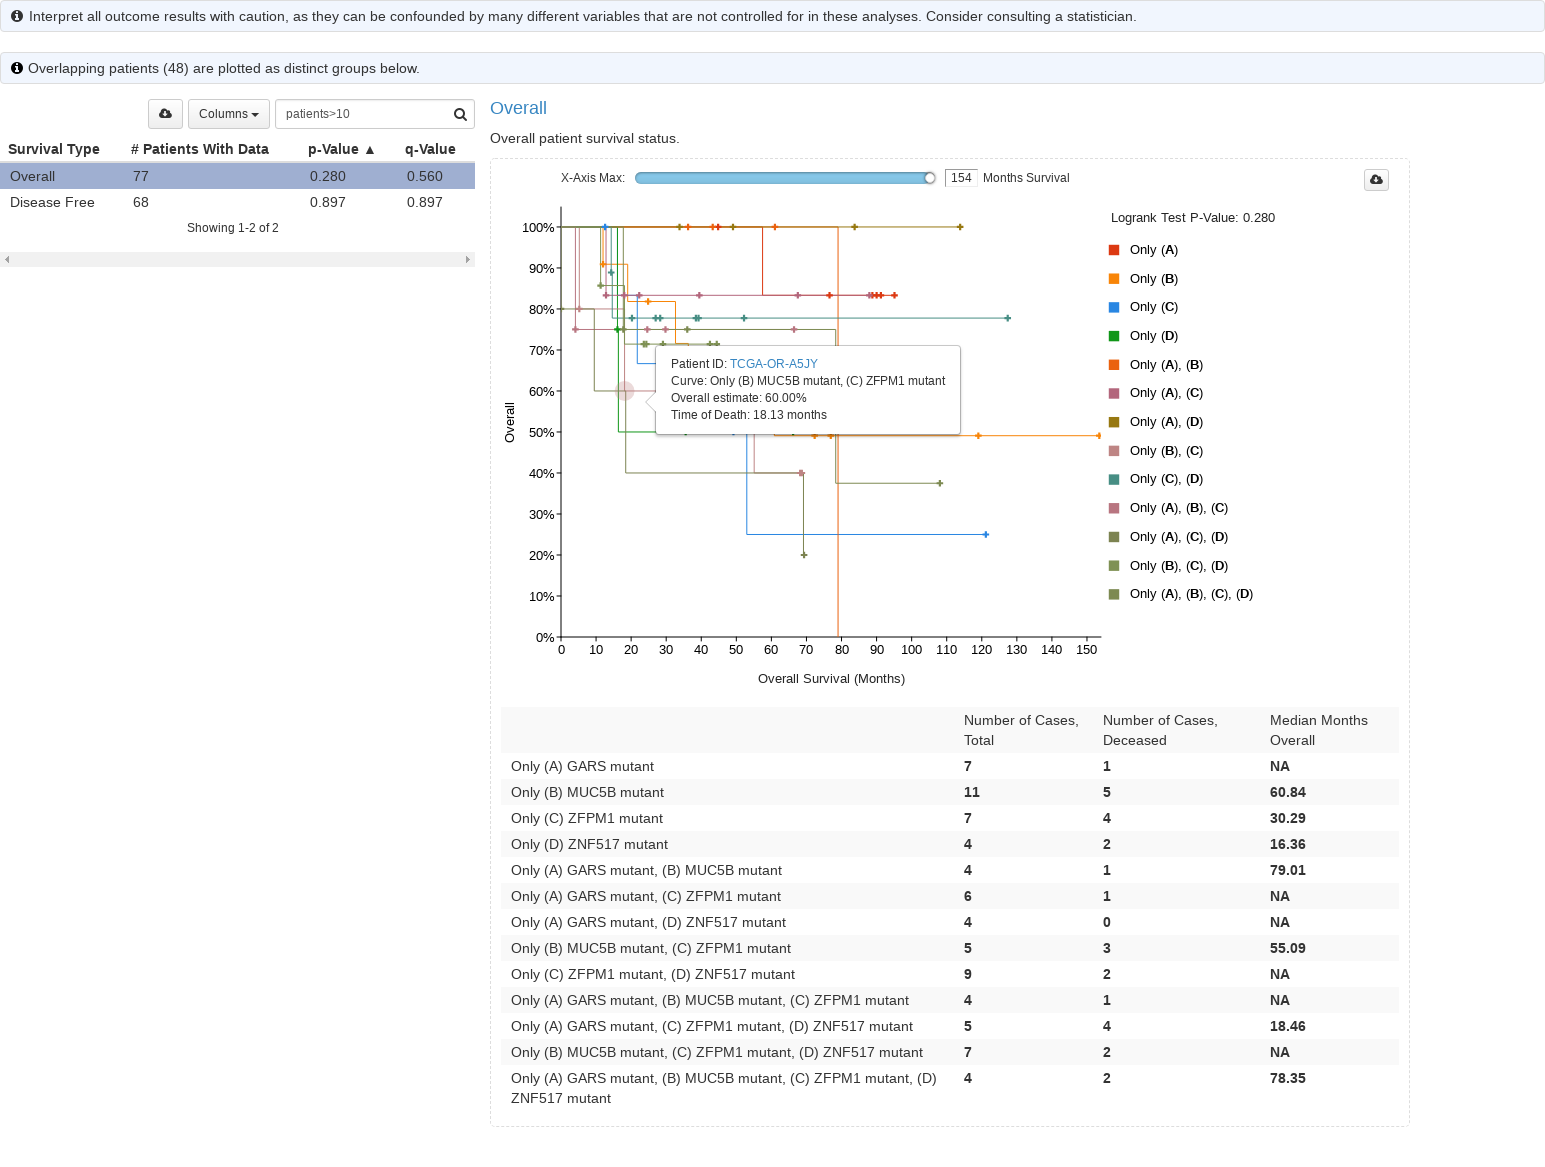 Interpret all outcome results with caution, as they can be confounded by many different variables that are not controlled for in these analyses. Consider consulting a statistician.
Overlapping patients (48) are plotted as distinct groups below.
Columns
patients>10
Survival Type # Patients With Data p-Value ▲ q-Value
Overall 77 0.280 0.560
Disease Free 68 0.897 0.897
Showing 1-2 of 2
Overall
Overall patient survival status.
X-Axis Max: 154 Months Survival
Logrank Test P-Value: 0.280
100%
90%
80%
70%
60%
50%
40%
30%
20%
10%
0%
Overall
Patient ID: TCGA-OR-A5JY
Curve: Only (B) MUC5B mutant, (C) ZFPM1 mutant
Overall estimate: 60.00%
Time of Death: 18.13 months
0 10 20 30 40 50 60 70 80 90 100 110 120 130 140 150
Overall Survival (Months)
Only (A)
Only (B)
Only (C)
Only (D)
Only (A), (B)
Only (A), (C)
Only (A), (D)
Only (B), (C)
Only (C), (D)
Only (A), (B), (C)
Only (A), (C), (D)
Only (B), (C), (D)
Only (A), (B), (C), (D)
Number of Cases, Number of Cases, Median Months
Total Deceased Overall
Only (A) GARS mutant 7 1 NA
Only (B) MUC5B mutant 11 5 60.84
Only (C) ZFPM1 mutant 7 4 30.29
Only (D) ZNF517 mutant 4 2 16.36
Only (A) GARS mutant, (B) MUC5B mutant 4 1 79.01
Only (A) GARS mutant, (C) ZFPM1 mutant 6 1 NA
Only (A) GARS mutant, (D) ZNF517 mutant 4 0 NA
Only (B) MUC5B mutant, (C) ZFPM1 mutant 5 3 55.09
Only (C) ZFPM1 mutant, (D) ZNF517 mutant 9 2 NA
Only (A) GARS mutant, (B) MUC5B mutant, (C) ZFPM1 mutant 4 1 NA
Only (A) GARS mutant, (C) ZFPM1 mutant, (D) ZNF517 mutant 5 4 18.46
Only (B) MUC5B mutant, (C) ZFPM1 mutant, (D) ZNF517 mutant 7 2 NA
Only (A) GARS mutant, (B) MUC5B mutant, (C) ZFPM1 mutant, (D) 4 2 78.35
ZNF517 mutant